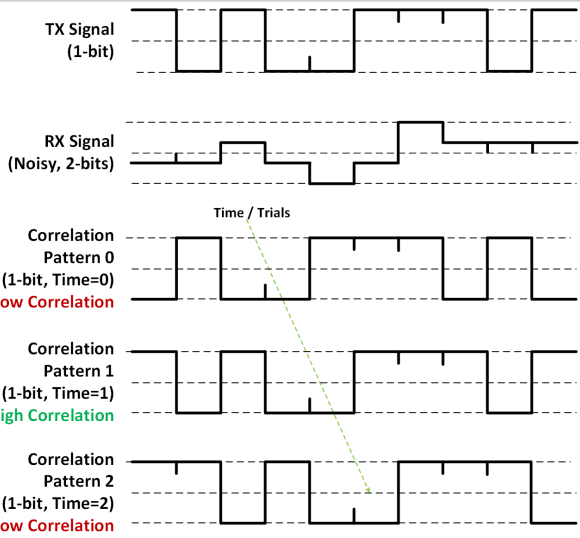 TX Signal
(1-bit)
RX Signal
(Noisy, 2-bits)
Time / Trials
Correlation
Pattern 0
(1-bit, Time=0)
ow Correlation
Correlation
Pattern 1
(1-bit, Time=1)
igh Correlation
Correlation
Pattern 2
(1-bit, Time=2)
ow Correlation